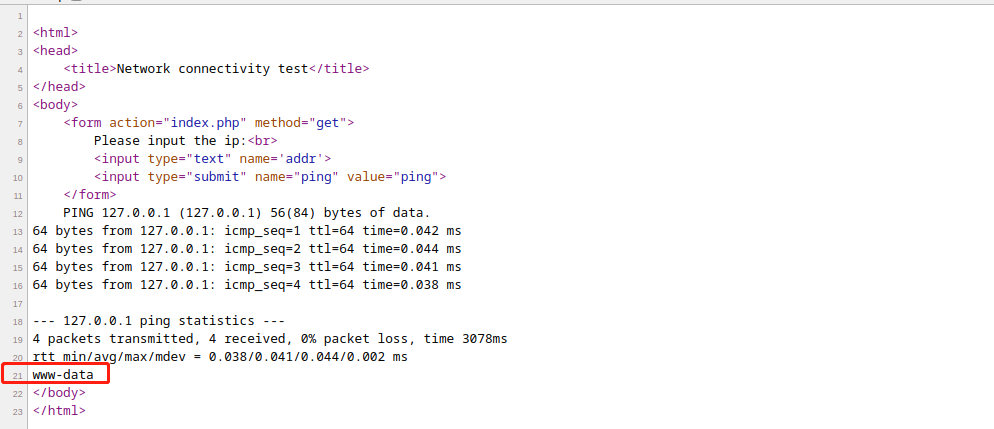 1
2 <html>
3 <head>
4 <title>Network connectivity test</title>
5 </head>
6 <body>
7 <form action="index.php" method="get">
8 Please input the ip:<br>
9 <input type="text" name='addr'>
10 <input type="submit" name="ping" value="ping">
11 </form>
12 PING 127.0.0.1 (127.0.0.1) 56(84) bytes of data.
13 64 bytes from 127.0.0.1: icmp_seq=1 ttl=64 time=0.042 ms
14 64 bytes from 127.0.0.1: icmp_seq=2 ttl=64 time=0.044 ms
15 64 bytes from 127.0.0.1: icmp_seq=3 ttl=64 time=0.041 ms
16 64 bytes from 127.0.0.1: icmp_seq=4 ttl=64 time=0.038 ms
17
18 --- 127.0.0.1 ping statistics ---
19 4 packets transmitted, 4 received, 0% packet loss, time 3078ms
20 rtt min/avg/max/mdev = 0.038/0.041/0.044/0.002 ms
21 www-data
22 </body>
23 </html>